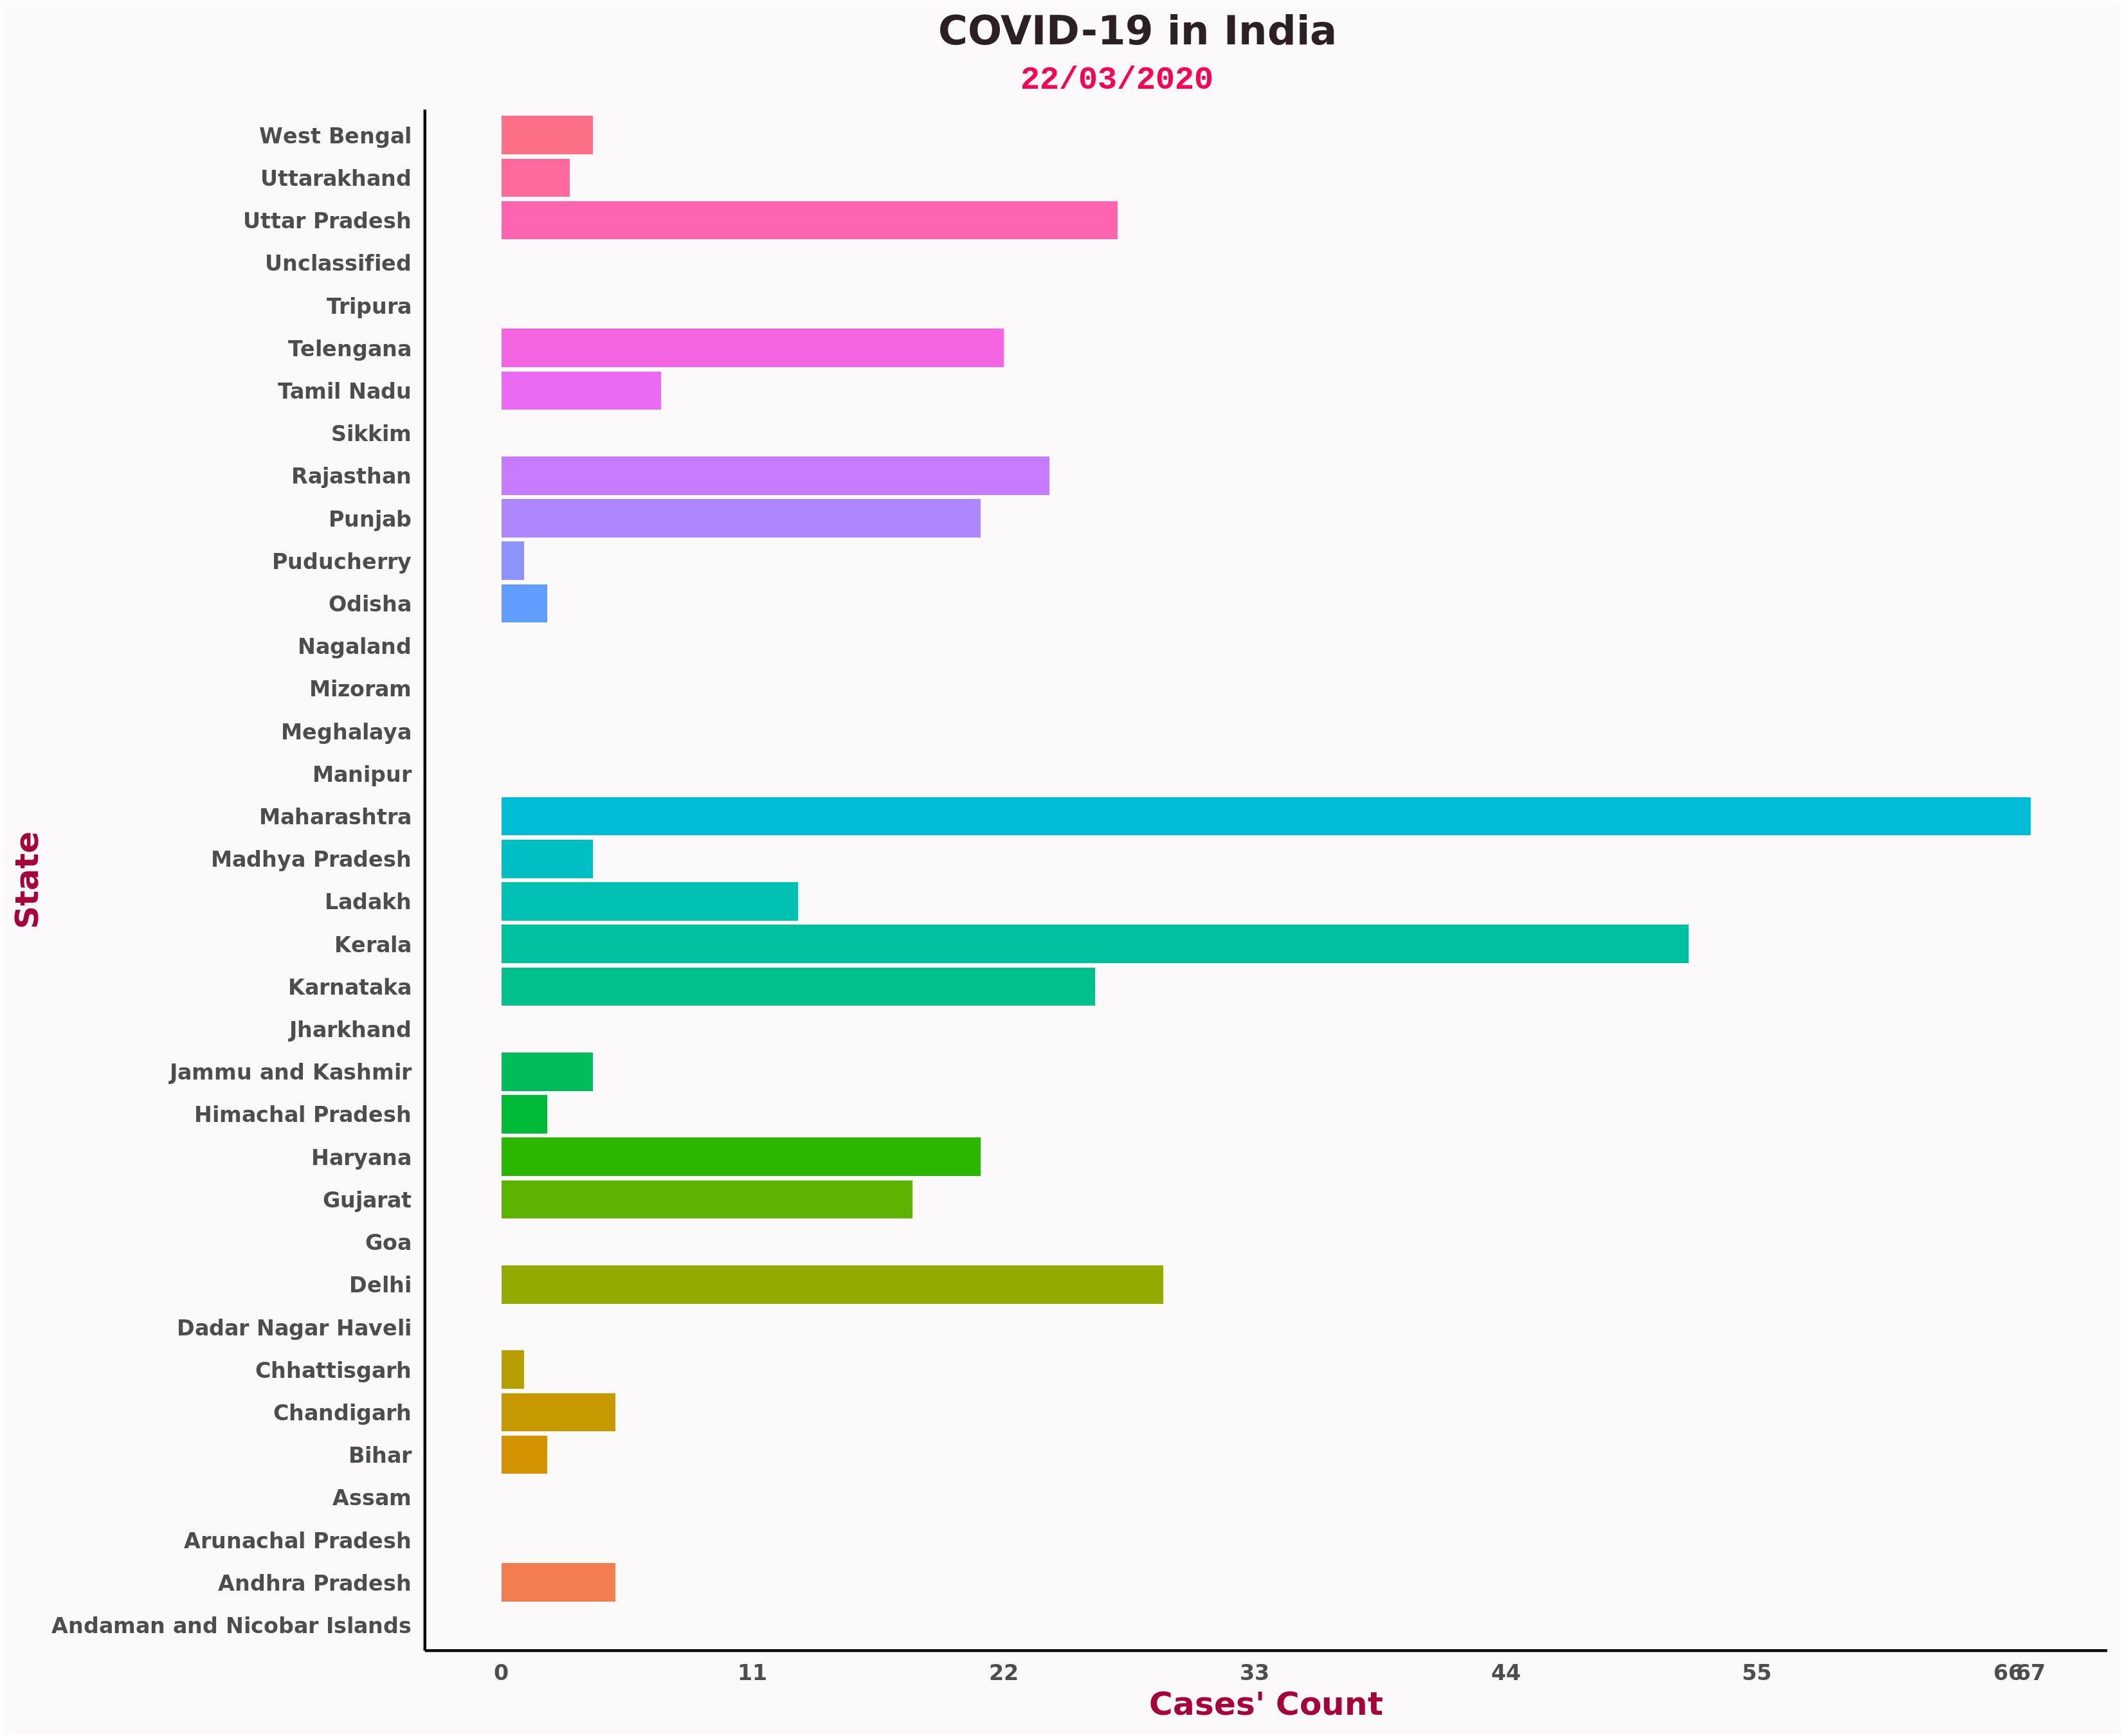 COVID-19 in India
22/03/2020
West Bengal
Uttarakhand
Uttar Pradesh
Unclassified
Tripura
Telengana
Tamil Nadu
Sikkim
Rajasthan
Punjab
Puducherry
Odisha
Nagaland
Mizoram
Meghalaya
Manipur
Maharashtra
Madhya Pradesh
Ladakh
Kerala
Karnataka
Jharkhand
Jammu and Kashmir
Himachal Pradesh
Haryana
Gujarat
Goa
Delhi
Dadar Nagar Haveli
Chhattisgarh
Chandigarh
Bihar
Assam
Arunachal Pradesh
Andhra Pradesh
Andaman and Nicobar Islands
State
0 11 22 33 44 55 66 67
Cases' Count